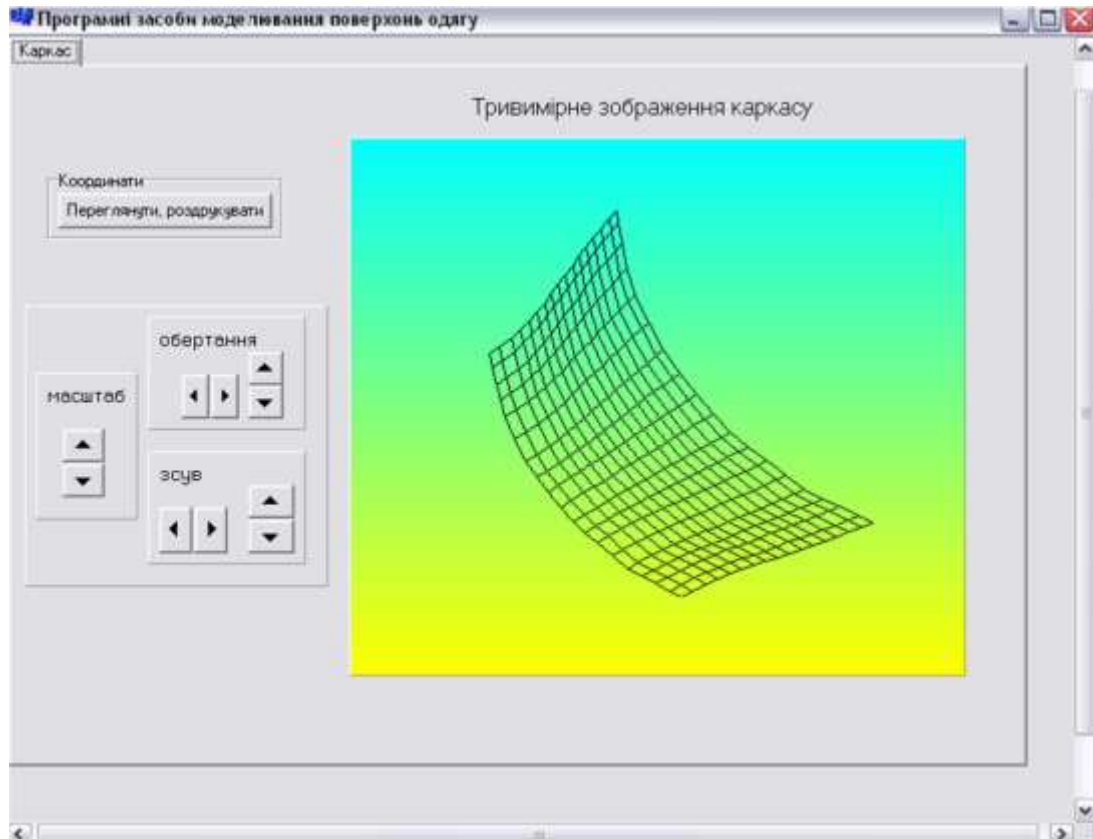 Програмні засоби моделювання поверхонь одягу
Каркас
Тривимірне зображення каркасу
Координати
Переглянути, роздрукувати
обертання
масштаб
зсув